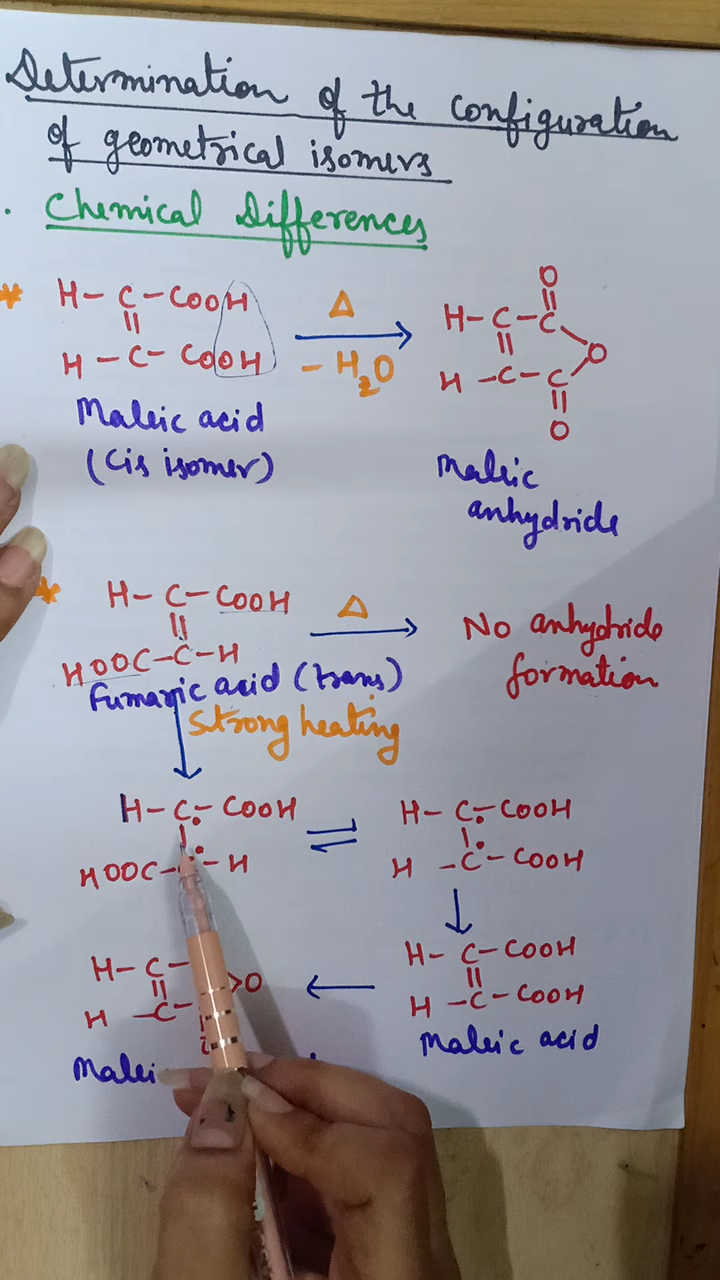 Determination of the configuration
of geometrical isomers
. Chemical Differences
* H-C-COOH
||
H-C-COOH
Δ
-H₂O
O
||
H-C-C
||
O
H-C-C
||
O
Maleic acid
(Cis isomer)
Maleic
anhydride
* H-C-COOH
||
HOOC-C-H
Δ
No anhydride
formation
Fumaric acid (trans)
Strong heating
H-C•-COOH
|
HOOC- • -H
⇌
H-C•-COOH
|
H-C•-COOH
H-C-COOH
||
H-C-COOH
Maleic acid
H-C-
||
H-C-
>O
Malei